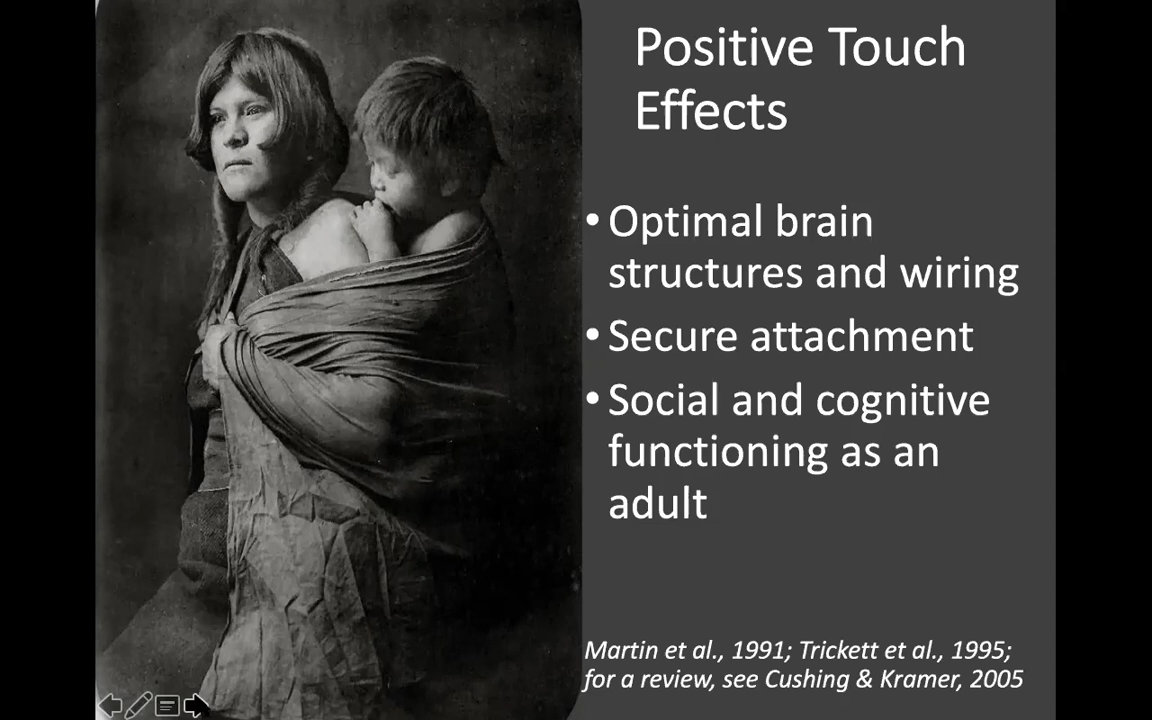 Positive Touch
Effects
• Optimal brain
structures and wiring
• Secure attachment
• Social and cognitive
functioning as an
adult
Martin et al., 1991; Trickett et al., 1995;
for a review, see Cushing & Kramer, 2005